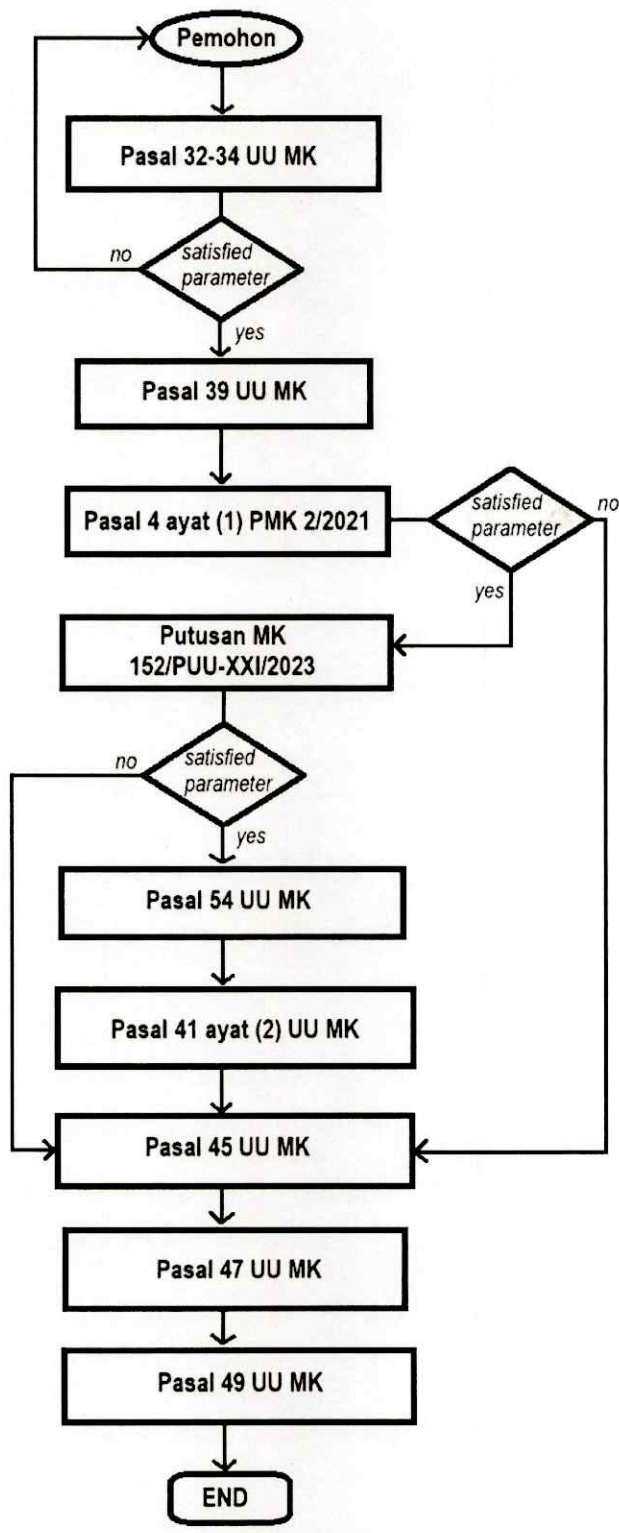 Pemohon
Pasal 32-34 UU MK
no
satisfied
parameter
yes
Pasal 39 UU MK
Pasal 4 ayat (1) PMK 2/2021
satisfied
parameter
no
yes
Putusan MK
152/PUU-XXI/2023
no
satisfied
parameter
yes
Pasal 54 UU MK
Pasal 41 ayat (2) UU MK
Pasal 45 UU MK
Pasal 47 UU MK
Pasal 49 UU MK
END